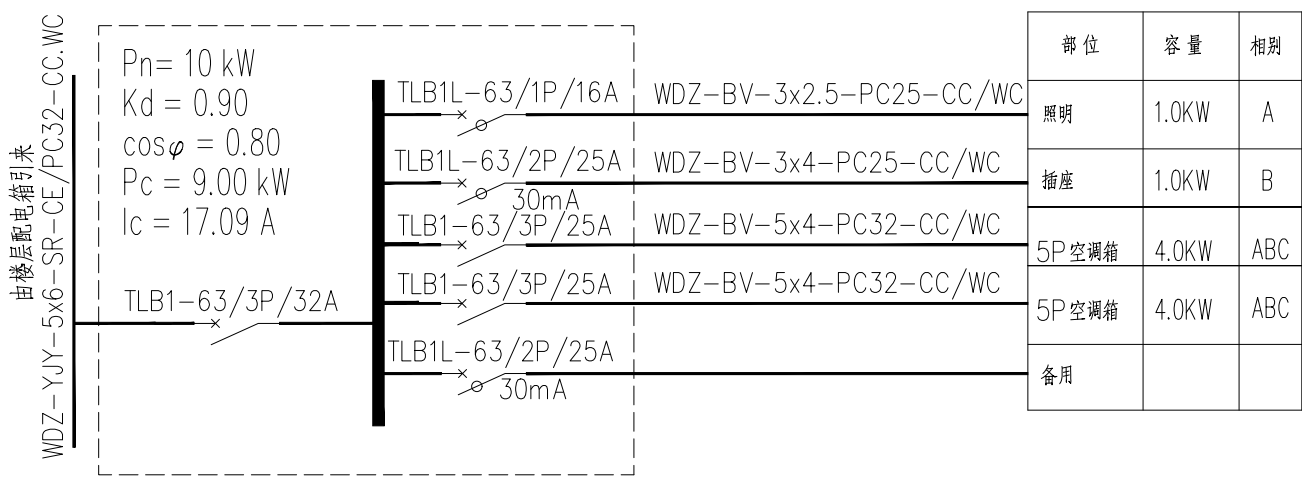 由楼层配电箱引来
WDZ-YJY-5x6-SR-CE/PC32-CC.WC
Pn= 10 kW
Kd = 0.90
cosφ = 0.80
Pc = 9.00 kW
Ic = 17.09 A
TLB1-63/3P/32A
部位 容量 相别
TLB1L-63/1P/16A WDZ-BV-3x2.5-PC25-CC/WC 照明 1.0KW A
TLB1L-63/2P/25A WDZ-BV-3x4-PC25-CC/WC 插座 1.0KW B
30mA
TLB1-63/3P/25A WDZ-BV-5x4-PC32-CC/WC 5P空调箱 4.0KW ABC
TLB1-63/3P/25A WDZ-BV-5x4-PC32-CC/WC 5P空调箱 4.0KW ABC
TLB1L-63/2P/25A 备用
30mA